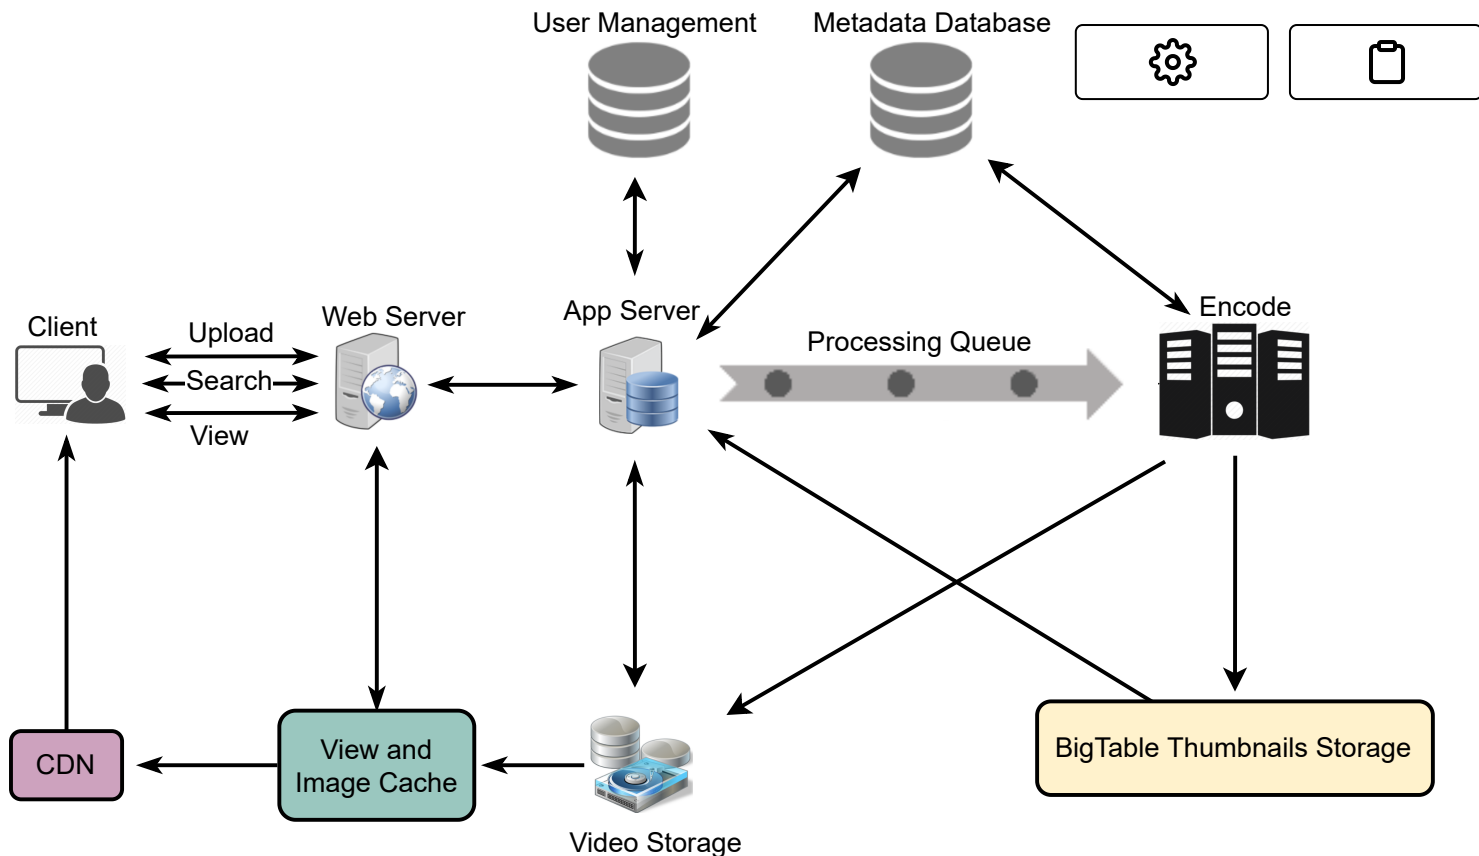 User Management
Metadata Database
Client
Upload
Search
View
Web Server
App Server
Processing Queue
Encode
CDN
View and
Image Cache
Video Storage
BigTable Thumbnails Storage